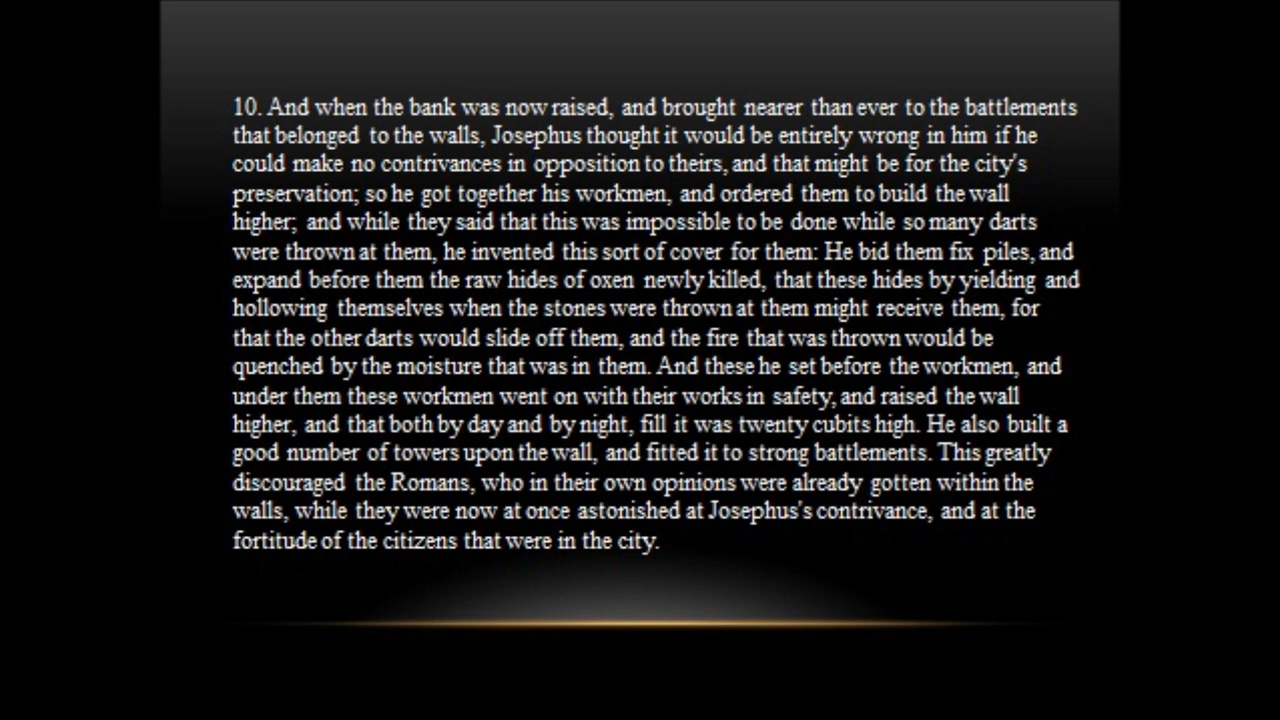 10. And when the bank was now raised, and brought nearer than ever to the battlements
that belonged to the walls, Josephus thought it would be entirely wrong in him if he
could make no contrivances in opposition to theirs, and that might be for the city's
preservation; so he got together his workmen, and ordered them to build the wall
higher; and while they said that this was impossible to be done while so many darts
were thrown at them, he invented this sort of cover for them: He bid them fix piles, and
expand before them the raw hides of oxen newly killed, that these hides by yielding and
hollowing themselves when the stones were thrown at them might receive them, for
that the other darts would slide off them, and the fire that was thrown would be
quenched by the moisture that was in them. And these he set before the workmen, and
under them these workmen went on with their works in safety, and raised the wall
higher, and that both by day and by night, fill it was twenty cubits high. He also built a
good number of towers upon the wall, and fitted it to strong battlements. This greatly
discouraged the Romans, who in their own opinions were already gotten within the
walls, while they were now at once astonished at Josephus's contrivance, and at the
fortitude of the citizens that were in the city.